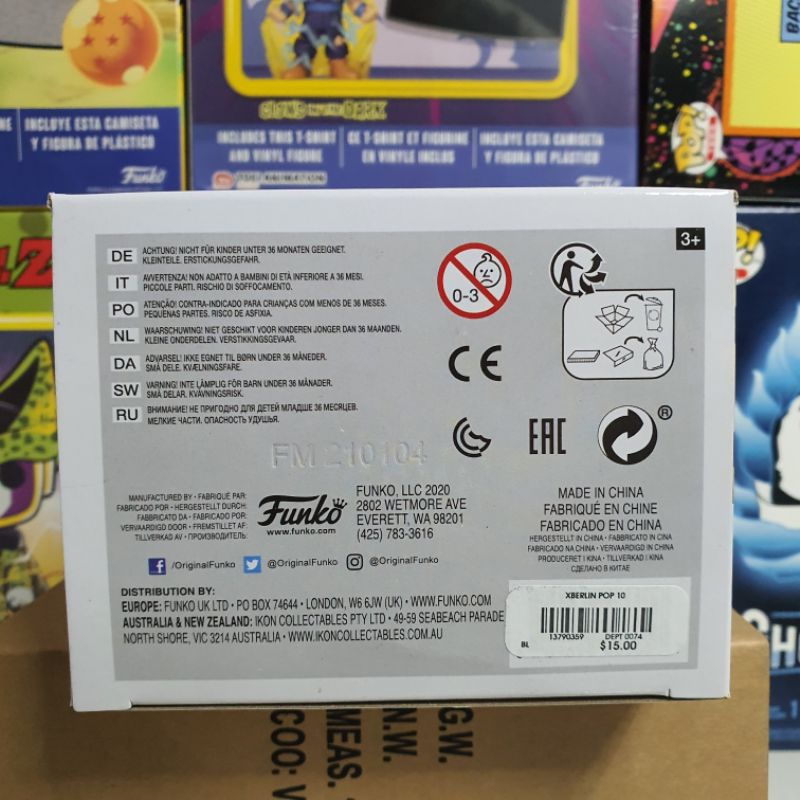 INCLUYE ESTA CAMISETA
Y FIGURA DE PLÁSTICO
Funko
GLOWS IN THE DARK
INCLUDES THIS T-SHIRT
AND VINYL FIGURE
CE T-SHIRT ET FIGURINE
EN VINYLE INCLUS
INCLUYE ESTA CAMISETA
Y FIGURA DE PLÁSTICO
POP!
Z
3+
DE ACHTUNG! NICHT FÜR KINDER UNTER 36 MONATEN GEEIGNET.
KLEINTEILE. ERSTICKUNGSGEFAHR.
IT AVVERTENZA! NON ADATTO A BAMBINI DI ETÀ INFERIORE A 36 MESI.
PICCOLE PARTI. RISCHIO DI SOFFOCAMENTO.
PO ATENÇÃO! CONTRA-INDICADO PARA CRIANÇAS COM MENOS DE 36 MESES.
PEQUENAS PARTES. RISCO DE ASFIXIA.
NL WAARSCHUWING! NIET GESCHIKT VOOR KINDEREN JONGER DAN 36 MAANDEN.
KLEINE ONDERDELEN. VERSTIKKINGSGEVAAR.
DA ADVARSEL! IKKE EGNET TIL BØRN UNDER 36 MÅNEDER.
SMÅ DELE. KVÆLNINGSFARE.
SW VARNING! INTE LÄMPLIG FÖR BARN UNDER 36 MÅNADER.
SMÅ DELAR. KVÄVNINGSRISK.
RU ВНИМАНИЕ! НЕ ПРИГОДНО ДЛЯ ДЕТЕЙ МЛАДШЕ 36 МЕСЯЦЕВ.
МЕЛКИЕ ЧАСТИ. ОПАСНОСТЬ УДУШЬЯ.
0-3
CE
EAC
®
FM 210104
MANUFACTURED BY • FABRIQUÉ PAR:
FABRICADO POR • HERGESTELLT DURCH:
FABBRICATO DA • FABRICADO POR:
VERVAARDIGD DOOR • FREMSTILLET AF:
TILLVERKAD AV • ПРОИЗВОДИТЕЛЬ:
Funko
www.funko.com
FUNKO, LLC 2020
2802 WETMORE AVE
EVERETT, WA 98201
(425) 783-3616
MADE IN CHINA
FABRIQUÉ EN CHINE
FABRICADO EN CHINA
HERGESTELLT IN CHINA • FABBRICATO IN CINA
FABRICADO NA CHINA • VERVAARDIGD IN CHINA
PRODUCERET I KINA • TILLVERKAD I KINA
СДЕЛАНО В КИТАЕ
/OriginalFunko @OriginalFunko @OriginalFunko
DISTRIBUTION BY:
EUROPE: FUNKO UK LTD • PO BOX 74644 • LONDON, W6 6JW (UK) • WWW.FUNKO.COM
AUSTRALIA & NEW ZEALAND: IKON COLLECTABLES PTY LTD • 49-59 SEABEACH PARADE
NORTH SHORE, VIC 3214 AUSTRALIA • WWW.IKONCOLLECTABLES.COM.AU
XBERLIN POP 10
13790359 DEPT 0074
BL $15.00
G.W.
N.W.
MEAS.
COO: